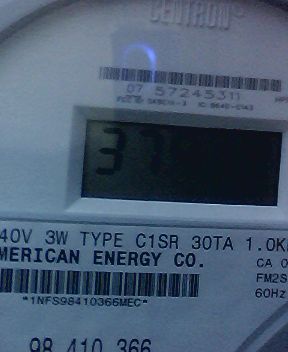 CENTRON®
07 57245311
37
40V 3W TYPE C1SR 30TA 1.0K
MERICAN ENERGY CO. CA 0
FM2S
*1NFS98410366MEC* 60Hz
98 410 366